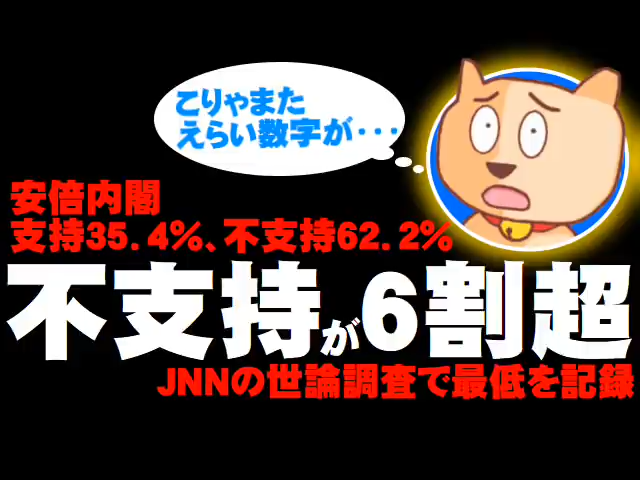 こりゃまた
えらい数字が・・・
安倍内閣
支持35.4%、不支持62.2%
不支持が6割超
JNNの世論調査で最低を記録